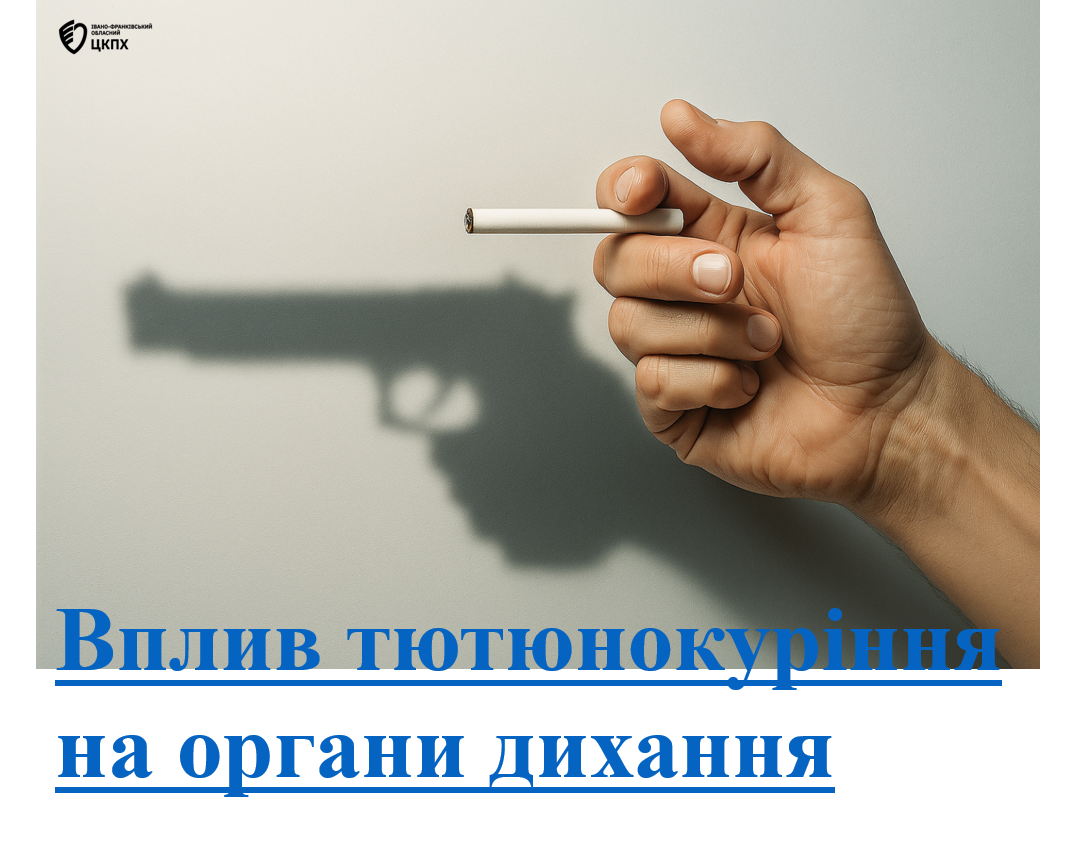 ІВАНО-ФРАНКІВСЬКИЙ
ОБЛАСНИЙ
ЦКПХ
Вплив тютюнокуріння
на органи дихання